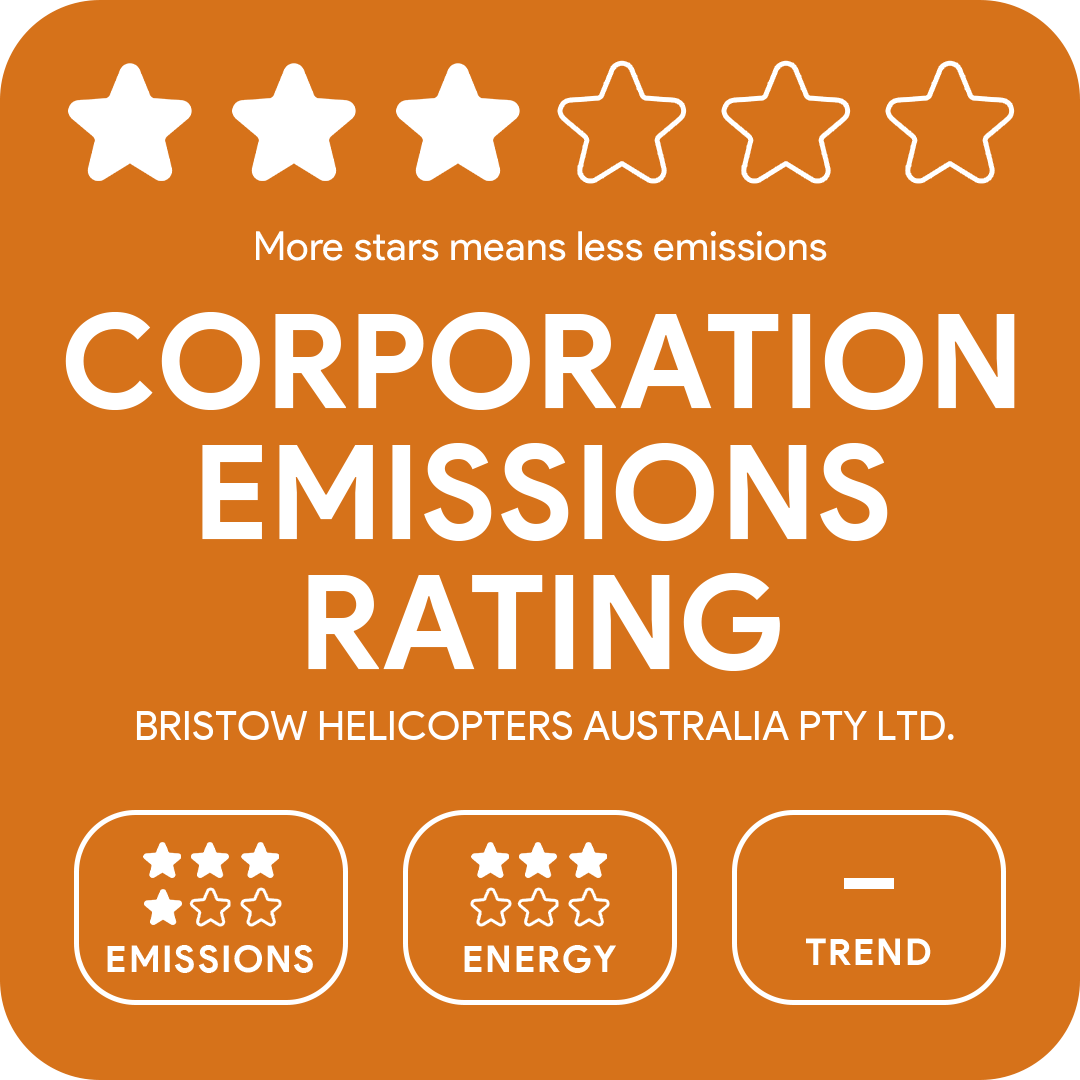 More stars means less emissions
CORPORATION
EMISSIONS
RATING
BRISTOW HELICOPTERS AUSTRALIA PTY LTD.
EMISSIONS
ENERGY
–
TREND